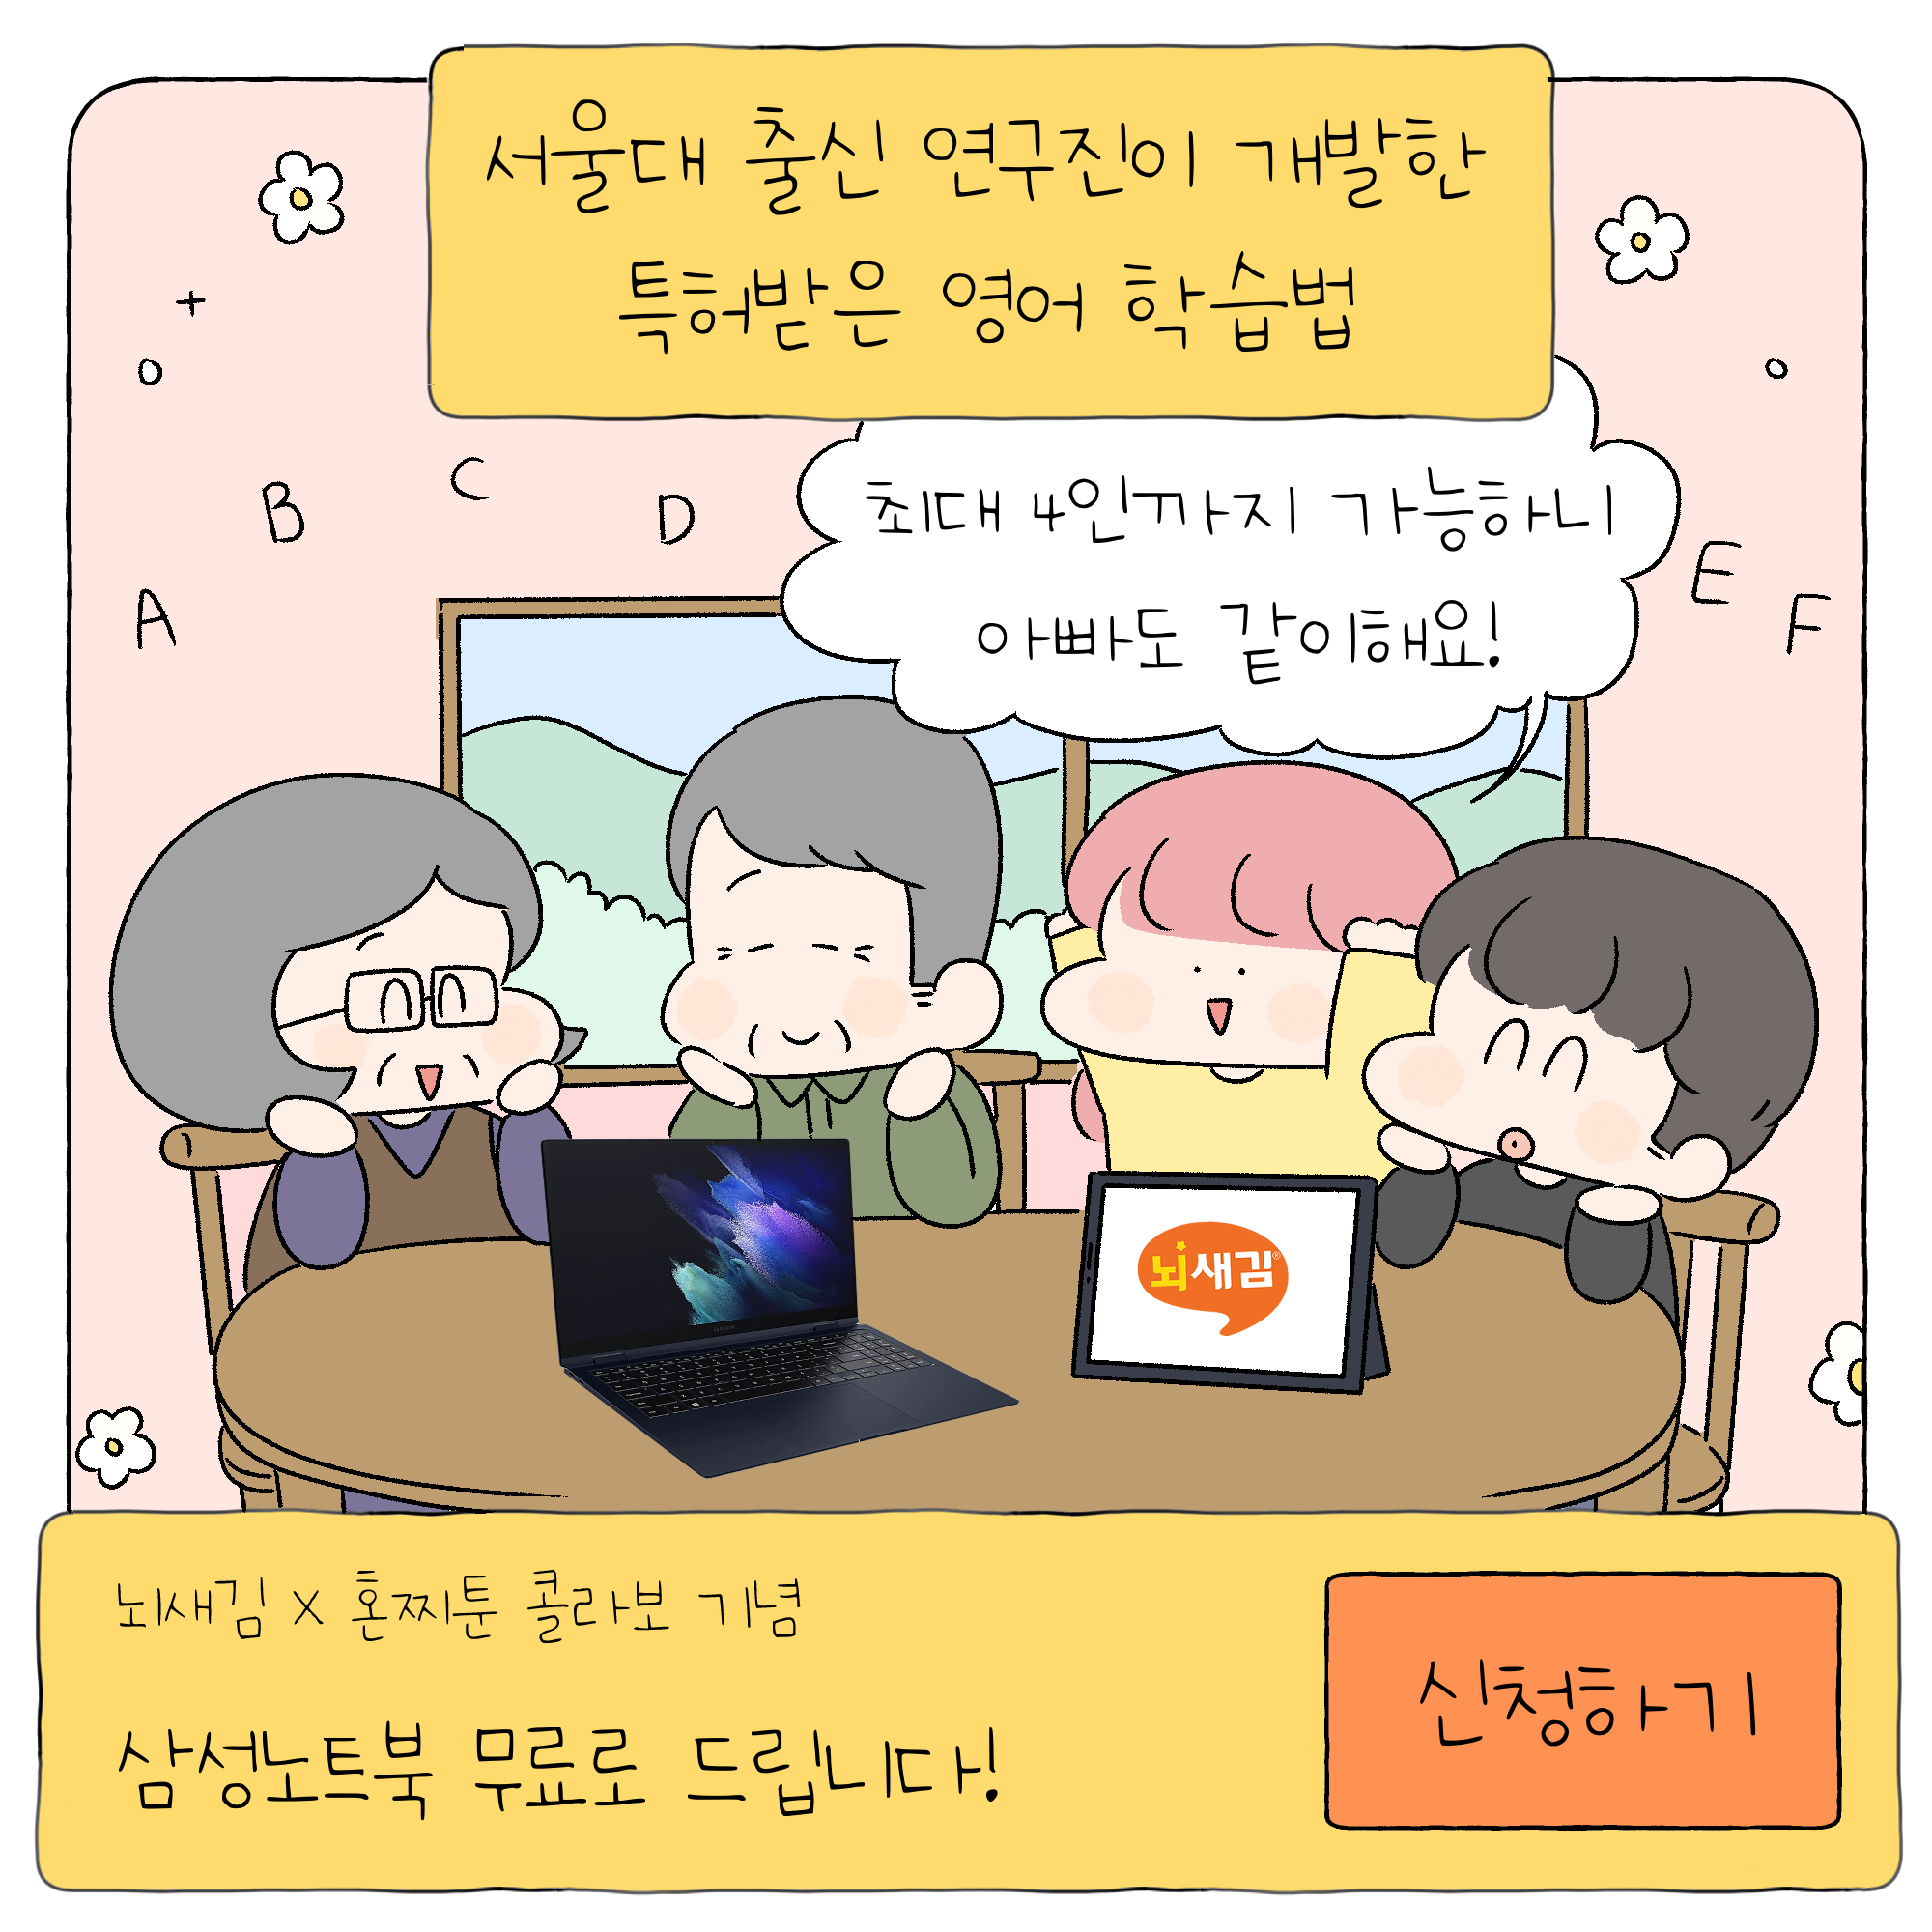 서울대 출신 연구진이 개발한
특허받은 영어 학습법
최대 4인까지 가능하니
아빠도 같이해요!
A B C D E F
뇌새김®
뇌새김 x 혼찌툰 콜라보 기념
삼성노트북 무료로 드립니다!
신청하기